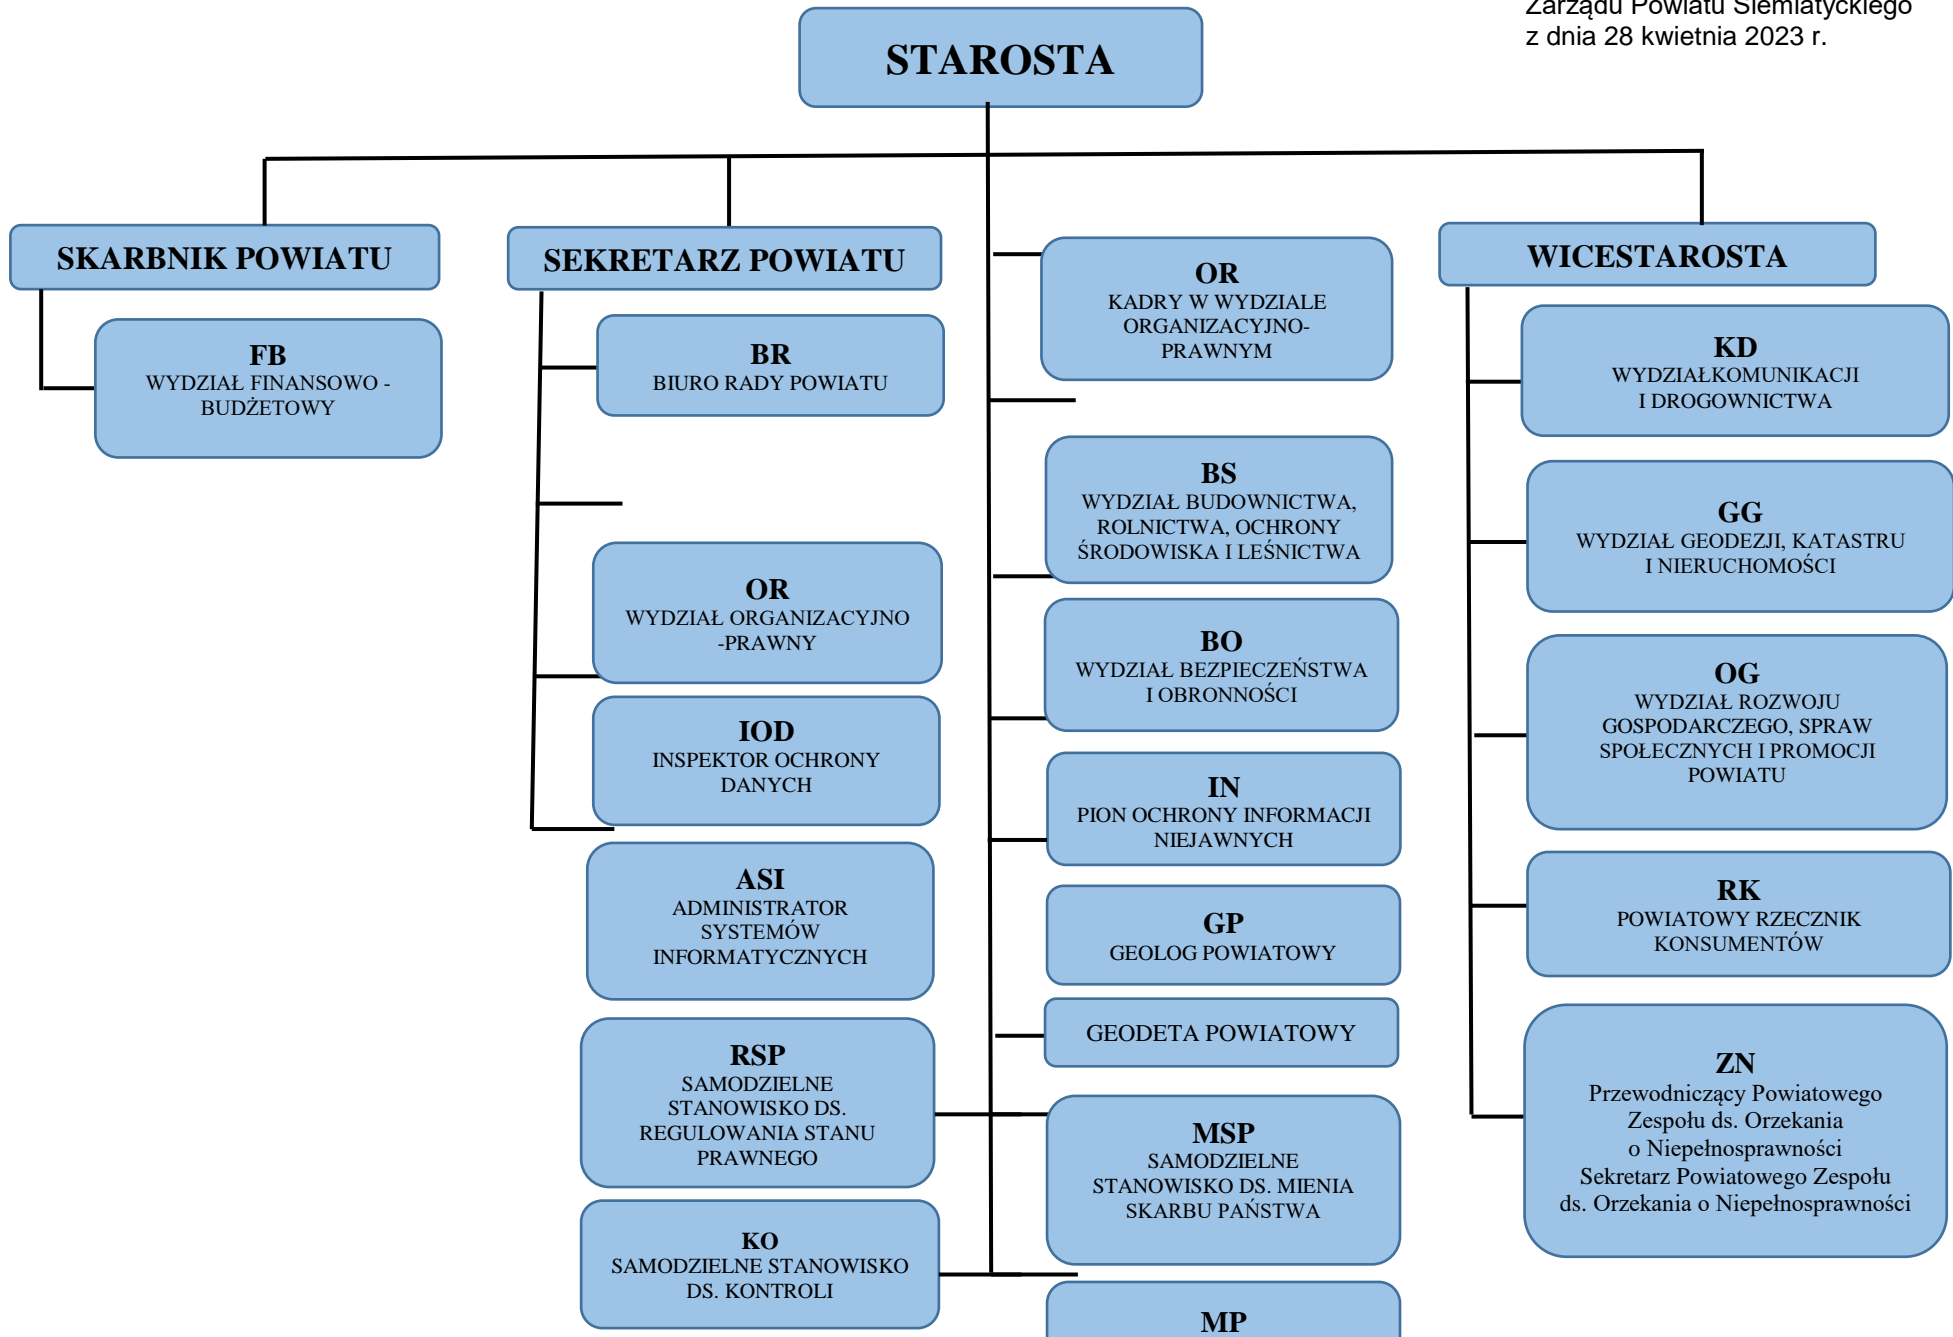 Zarządu Powiatu Siemiatyckiego
z dnia 28 kwietnia 2023 r.
STAROSTA
SKARBNIK POWIATU
FB
WYDZIAŁ FINANSOWO -
BUDŻETOWY
SEKRETARZ POWIATU
BR
BIURO RADY POWIATU
OR
WYDZIAŁ ORGANIZACYJNO
-PRAWNY
IOD
INSPEKTOR OCHRONY
DANYCH
ASI
ADMINISTRATOR
SYSTEMÓW
INFORMATYCZNYCH
RSP
SAMODZIELNE
STANOWISKO DS.
REGULOWANIA STANU
PRAWNEGO
KO
SAMODZIELNE STANOWISKO
DS. KONTROLI
OR
KADRY W WYDZIALE
ORGANIZACYJNO-
PRAWNYM
BS
WYDZIAŁ BUDOWNICTWA,
ROLNICTWA, OCHRONY
ŚRODOWISKA I LEŚNICTWA
BO
WYDZIAŁ BEZPIECZEŃSTWA
I OBRONNOŚCI
IN
PION OCHRONY INFORMACJI
NIEJAWNYCH
GP
GEOLOG POWIATOWY
GEODETA POWIATOWY
MSP
SAMODZIELNE
STANOWISKO DS. MIENIA
SKARBU PAŃSTWA
MP
WICESTAROSTA
KD
WYDZIAŁKOMUNIKACJI
I DROGOWNICTWA
GG
WYDZIAŁ GEODEZJI, KATASTRU
I NIERUCHOMOŚCI
OG
WYDZIAŁ ROZWOJU
GOSPODARCZEGO, SPRAW
SPOŁECZNYCH I PROMOCJI
POWIATU
RK
POWIATOWY RZECZNIK
KONSUMENTÓW
ZN
Przewodniczący Powiatowego
Zespołu ds. Orzekania
o Niepełnosprawności
Sekretarz Powiatowego Zespołu
ds. Orzekania o Niepełnosprawności